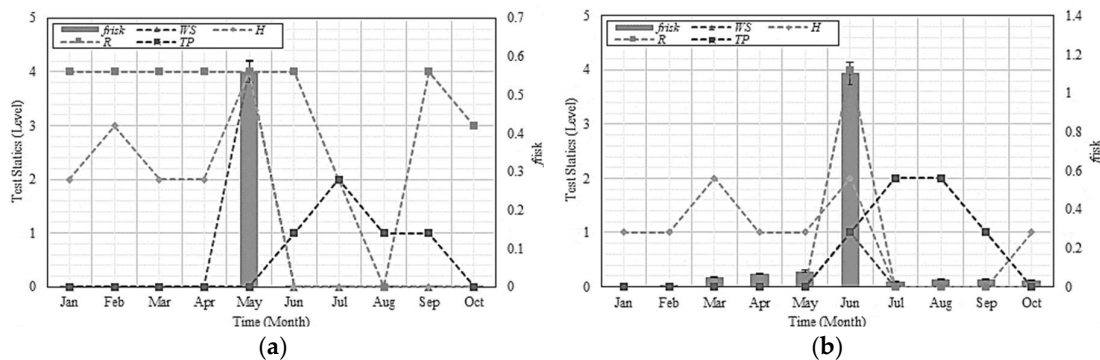 5
4
3
2
1
0
Test Statics (Level)
frisk
WS
H
R
TP
0.7
0.6
0.5
0.4
0.3
0.2
0.1
0
frisk
Jan Feb Mar Apr May Jun Jul Aug Sep Oct
Time (Month)
(a)
5
4
3
2
1
0
Test Statics (Level)
frisk
WS
H
R
TP
1.4
1.2
1
0.8
0.6
0.4
0.2
0
frisk
Jan Feb Mar Apr May Jun Jul Aug Sep Oct
Time (Month)
(b)